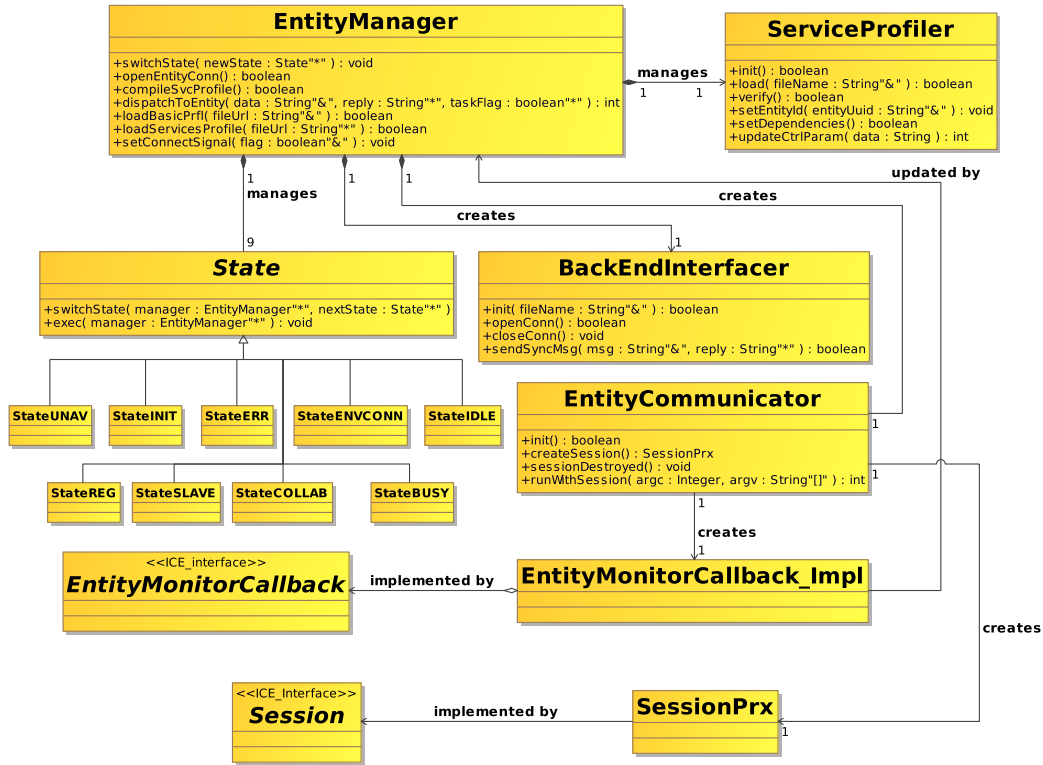 EntityManager
+switchState( newState : State"*" ) : void
+openEntityConn() : boolean
+compileSvcProfile() : boolean
+dispatchToEntity( data : String"&", reply : String"*", taskFlag : boolean"*" ) : int
+loadBasicPrfl( fileUrl : String"&" ) : boolean
+loadServicesProfile( fileUrl : String"*" ) : boolean
+setConnectSignal( flag : boolean"&" ) : void
manages
1
1
ServiceProfiler
+init() : boolean
+load( fileName : String"&" ) : boolean
+verify() : boolean
+setEntityId( entityUuid : String"&" ) : void
+setDependencies() : boolean
+updateCtrlParam( data : String ) : int
1
manages
9
1
creates
1
1
creates
updated by
State
+switchState( manager : EntityManager"*", nextState : State"*" )
+exec( manager : EntityManager"*" ) : void
BackEndInterfacer
+init( fileName : String"&" ) : boolean
+openConn() : boolean
+closeConn() : void
+sendSyncMsg( msg : String"&", reply : String"*" ) : boolean
StateUNAV
StateINIT
StateERR
StateENVCONN
StateIDLE
StateREG
StateSLAVE
StateCOLLAB
StateBUSY
EntityCommunicator
+init() : boolean
+createSession() : SessionPrx
+sessionDestroyed() : void
+runWithSession( argc : Integer, argv : String"[]" ) : int
1
1
1
creates
1
<<ICE_interface>>
EntityMonitorCallback
implemented by
EntityMonitorCallback_Impl
creates
<<ICE_Interface>>
Session
implemented by
SessionPrx
1